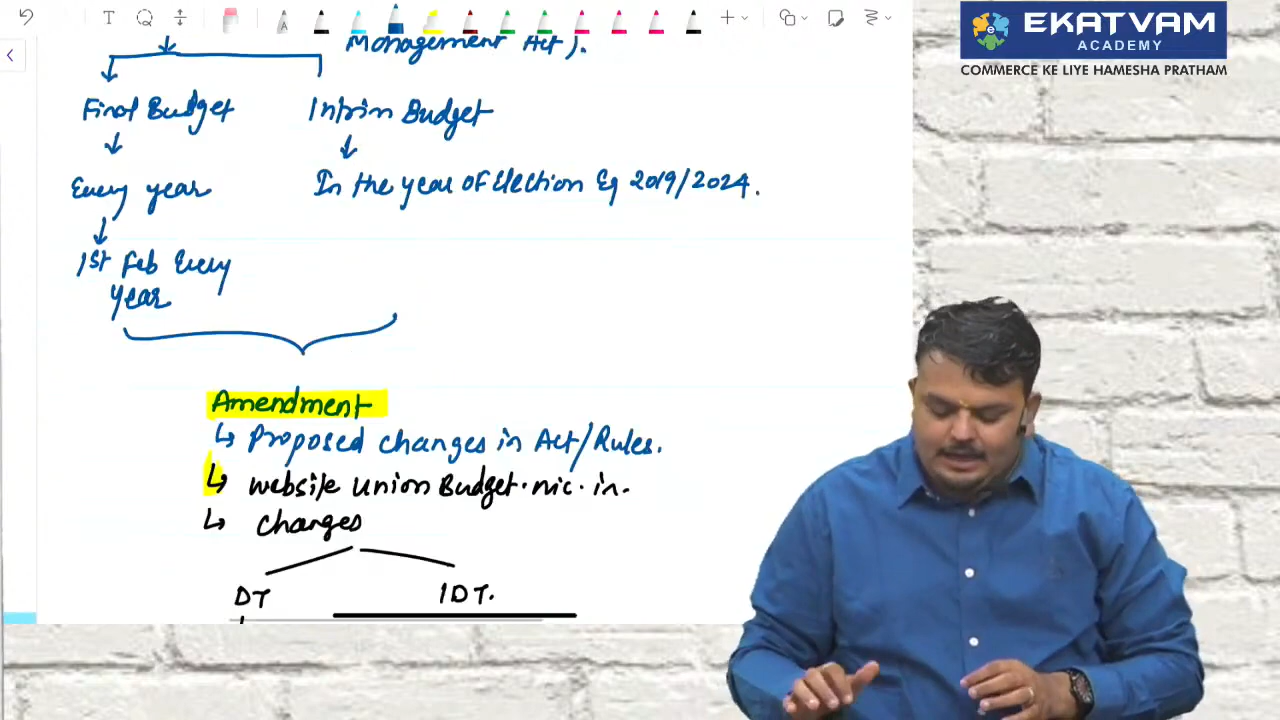 EKATVAM
ACADEMY
COMMERCE KE LIYE HAMESHA PRATHAM
Management Act).
Final Budget
Intrim Budget
Every year
In the year of Election Eg 2019/2024.
1st Feb Every
year
Amendment
↳ Proposed changes in Act/Rules.
↳ website Union Budget.nic.in.
↳ changes
DT
IDT.